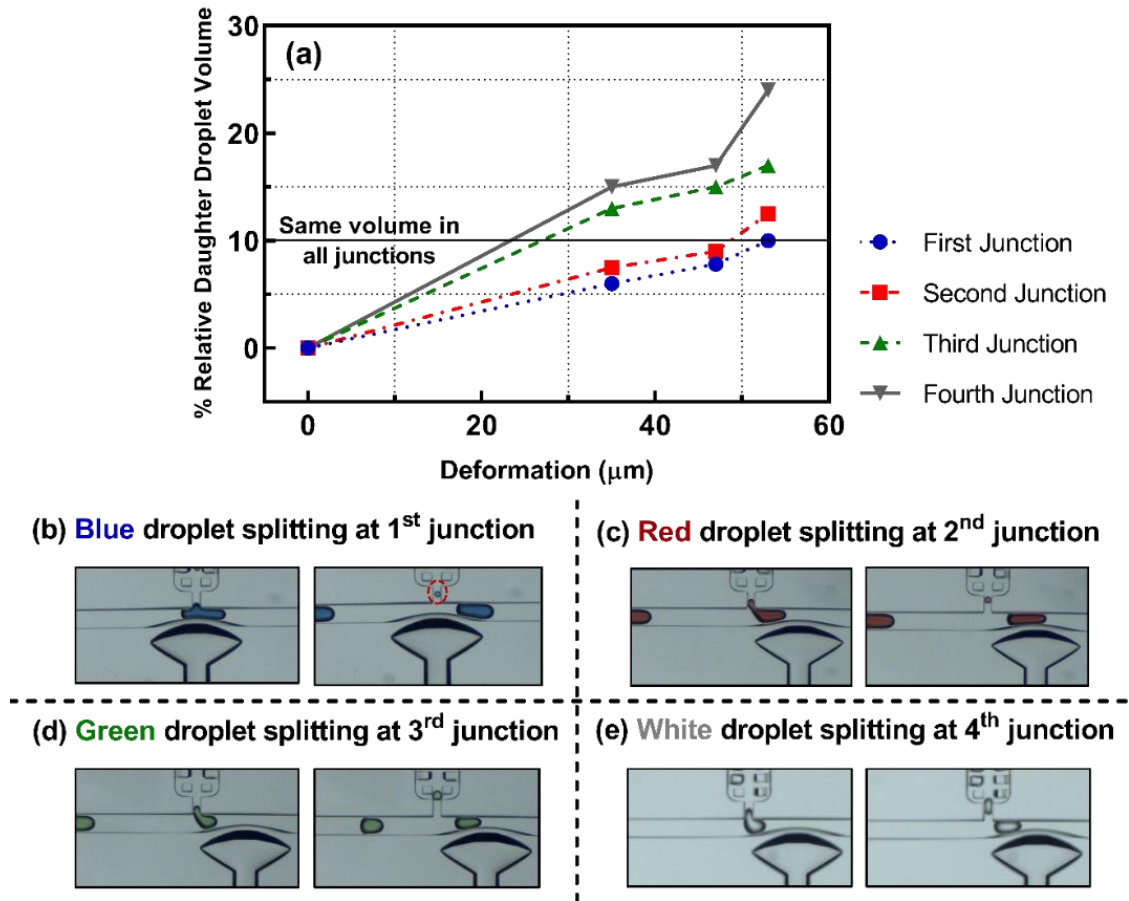 (a)
% Relative Daughter Droplet Volume
30
20
10
0
Same volume in
all junctions
0
20
40
60
Deformation (μm)
First Junction
Second Junction
Third Junction
Fourth Junction
(b) Blue droplet splitting at 1st junction
(c) Red droplet splitting at 2nd junction
(d) Green droplet splitting at 3rd junction
(e) White droplet splitting at 4th junction